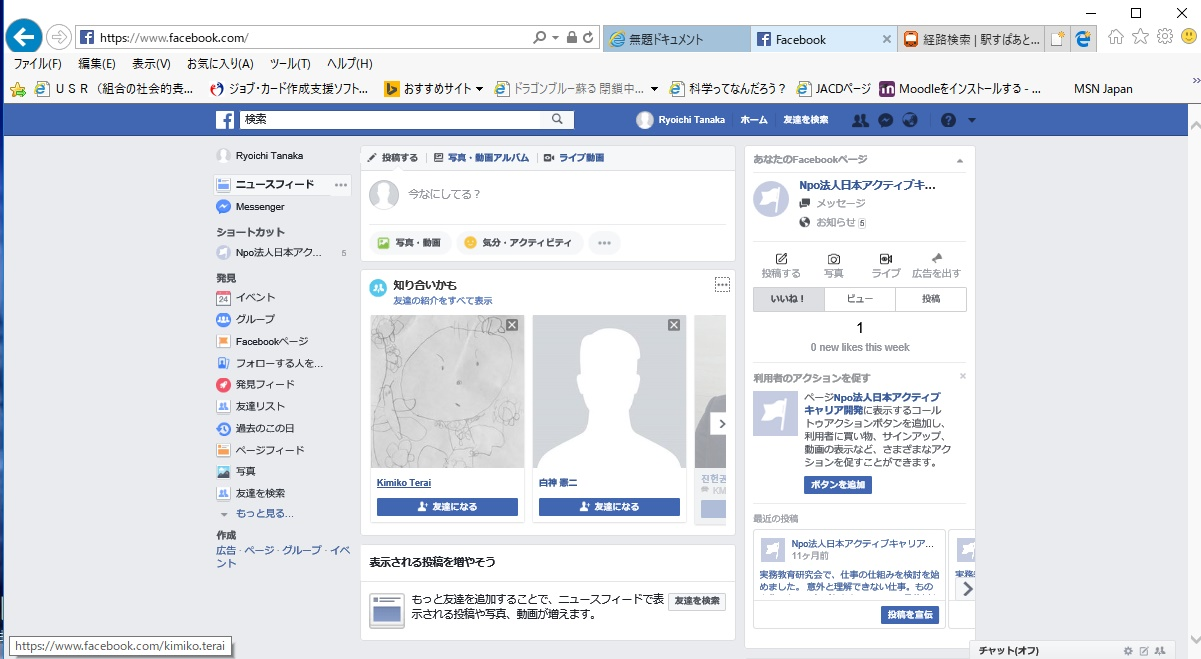 https://www.facebook.com/
無題ドキュメント
Facebook
経路検索 | 駅すぱあと...
ファイル(F) 編集(E) 表示(V) お気に入り(A) ツール(T) ヘルプ(H)
ＵＳＲ（組合の社会的責...
ジョブ・カード作成支援ソフト...
おすすめサイト
ドラゴンブルー蘇る 閉鎖中...
科学ってなんだろう？
JACDページ
Moodleをインストールする - ...
MSN Japan
検索
Ryoichi Tanaka
ホーム
友達を検索
Ryoichi Tanaka
ニュースフィード
Messenger
ショートカット
Npo法人日本アク... 5
発見
24
イベント
グループ
Facebookページ
フォローする人を...
発見フィード
友達リスト
過去のこの日
ページフィード
写真
友達を検索
もっと見る...
作成
広告 · ページ · グループ · イベ
ント
投稿する
写真・動画アルバム
ライブ動画
今なにしてる？
写真・動画
気分・アクティビティ
知り合いかも
友達の紹介をすべて表示
Kimiko Terai
友達になる
白神 憲二
友達になる
진헌권
KM
表示される投稿を増やそう
もっと友達を追加することで、ニュースフィードで表
示される投稿や写真、動画が増えます。
友達を検索
あなたのFacebookページ
Npo法人日本アクティブキ...
メッセージ
お知らせ 5
投稿する
写真
ライブ
広告を出す
いいね！
ビュー
投稿
1
0 new likes this week
利用者のアクションを促す
ページNpo法人日本アクティブ
キャリア開発に表示するコール
トゥアクションボタンを追加し、
利用者に買い物、サインアップ、
動画の表示など、さまざまなアク
ションを促すことができます。
ボタンを追加
最近の投稿
Npo法人日本アクティブキャリア...
11ヶ月前
実務教育研究会で、仕事の仕組みを検討を始
めました。 意外と理解できない仕事。もの
投稿を宣伝
実務
チャット(オフ)
https://www.facebook.com/kimiko.terai